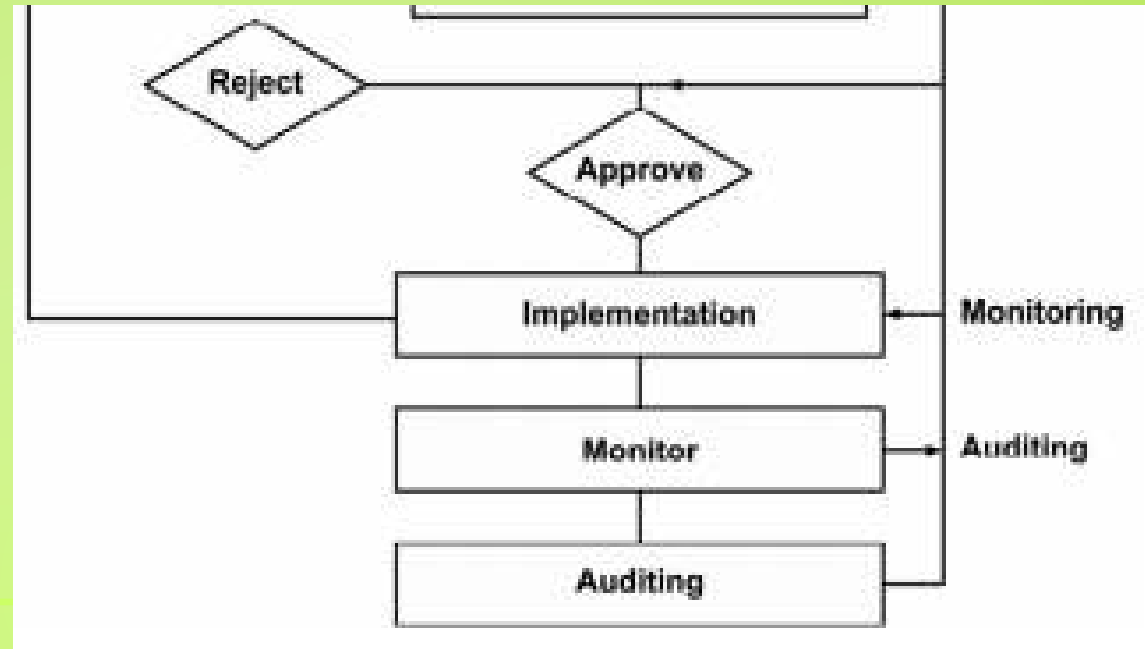 Reject
Approve
Implementation
Monitoring
Monitor
Auditing
Auditing